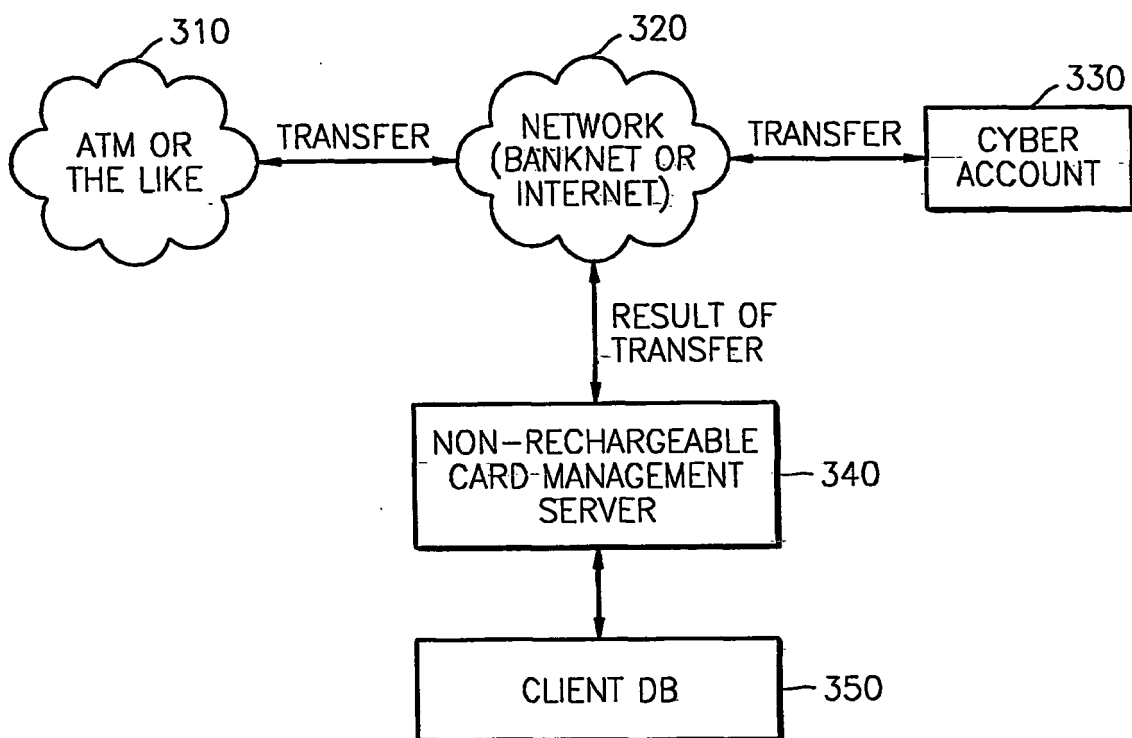 310
320
330
ATM OR
THE LIKE
TRANSFER
NETWORK
(BANKNET OR
INTERNET)
TRANSFER
CYBER
ACCOUNT
RESULT OF
TRANSFER
NON-RECHARGEABLE
CARD-MANAGEMENT
SERVER
340
CLIENT DB
350